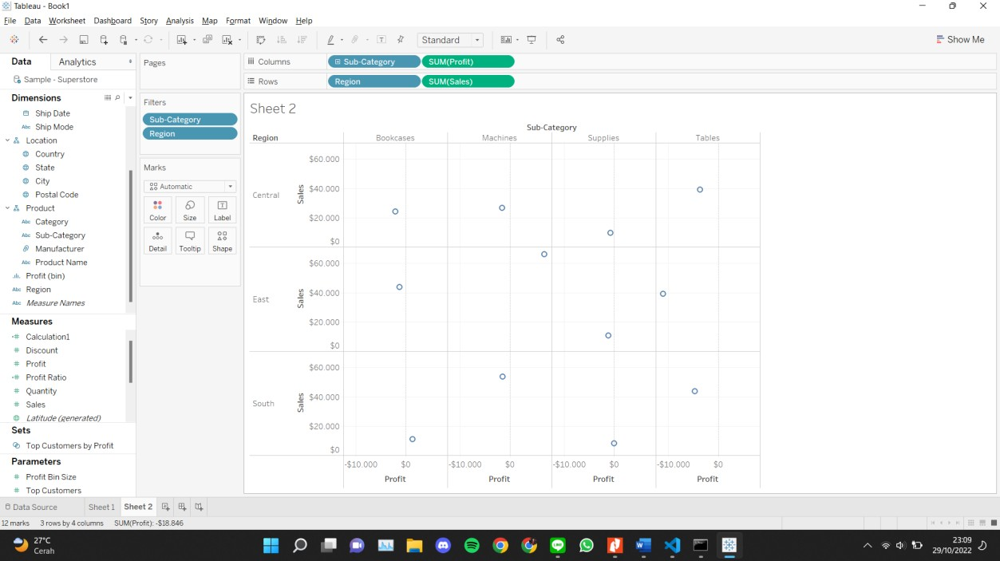 Tableau - Book1
File Data Worksheet Dashboard Story Analysis Map Format Window Help
Standard
Show Me
Data Analytics
Sample - Superstore
Dimensions
Ship Date
Abc Ship Mode
Location
Country
State
City
Postal Code
Product
Abc Category
Abc Sub-Category
Manufacturer
Abc Product Name
Profit (bin)
Abc Region
Abc Measure Names
Measures
Calculation1
Discount
Profit
Profit Ratio
Quantity
Sales
Latitude (generated)
Sets
Top Customers by Profit
Parameters
Profit Bin Size
Top Customers
Pages
Filters
Sub-Category
Region
Marks
Automatic
Color Size Label
Detail Tooltip Shape
Columns Sub-Category SUM(Profit)
Rows Region SUM(Sales)
Sheet 2
Sub-Category
Region Bookcases Machines Supplies Tables
Central
Sales
$60.000
$40.000
$20.000
$0
East
Sales
$60.000
$40.000
$20.000
$0
South
Sales
$60.000
$40.000
$20.000
$0
-$10.000 $0 -$10.000 $0 -$10.000 $0 -$10.000 $0
Profit Profit Profit Profit
Data Source Sheet 1 Sheet 2
12 marks 3 rows by 4 columns SUM(Profit): -$18.846
27°C
Cerah
LINE
23:09
29/10/2022